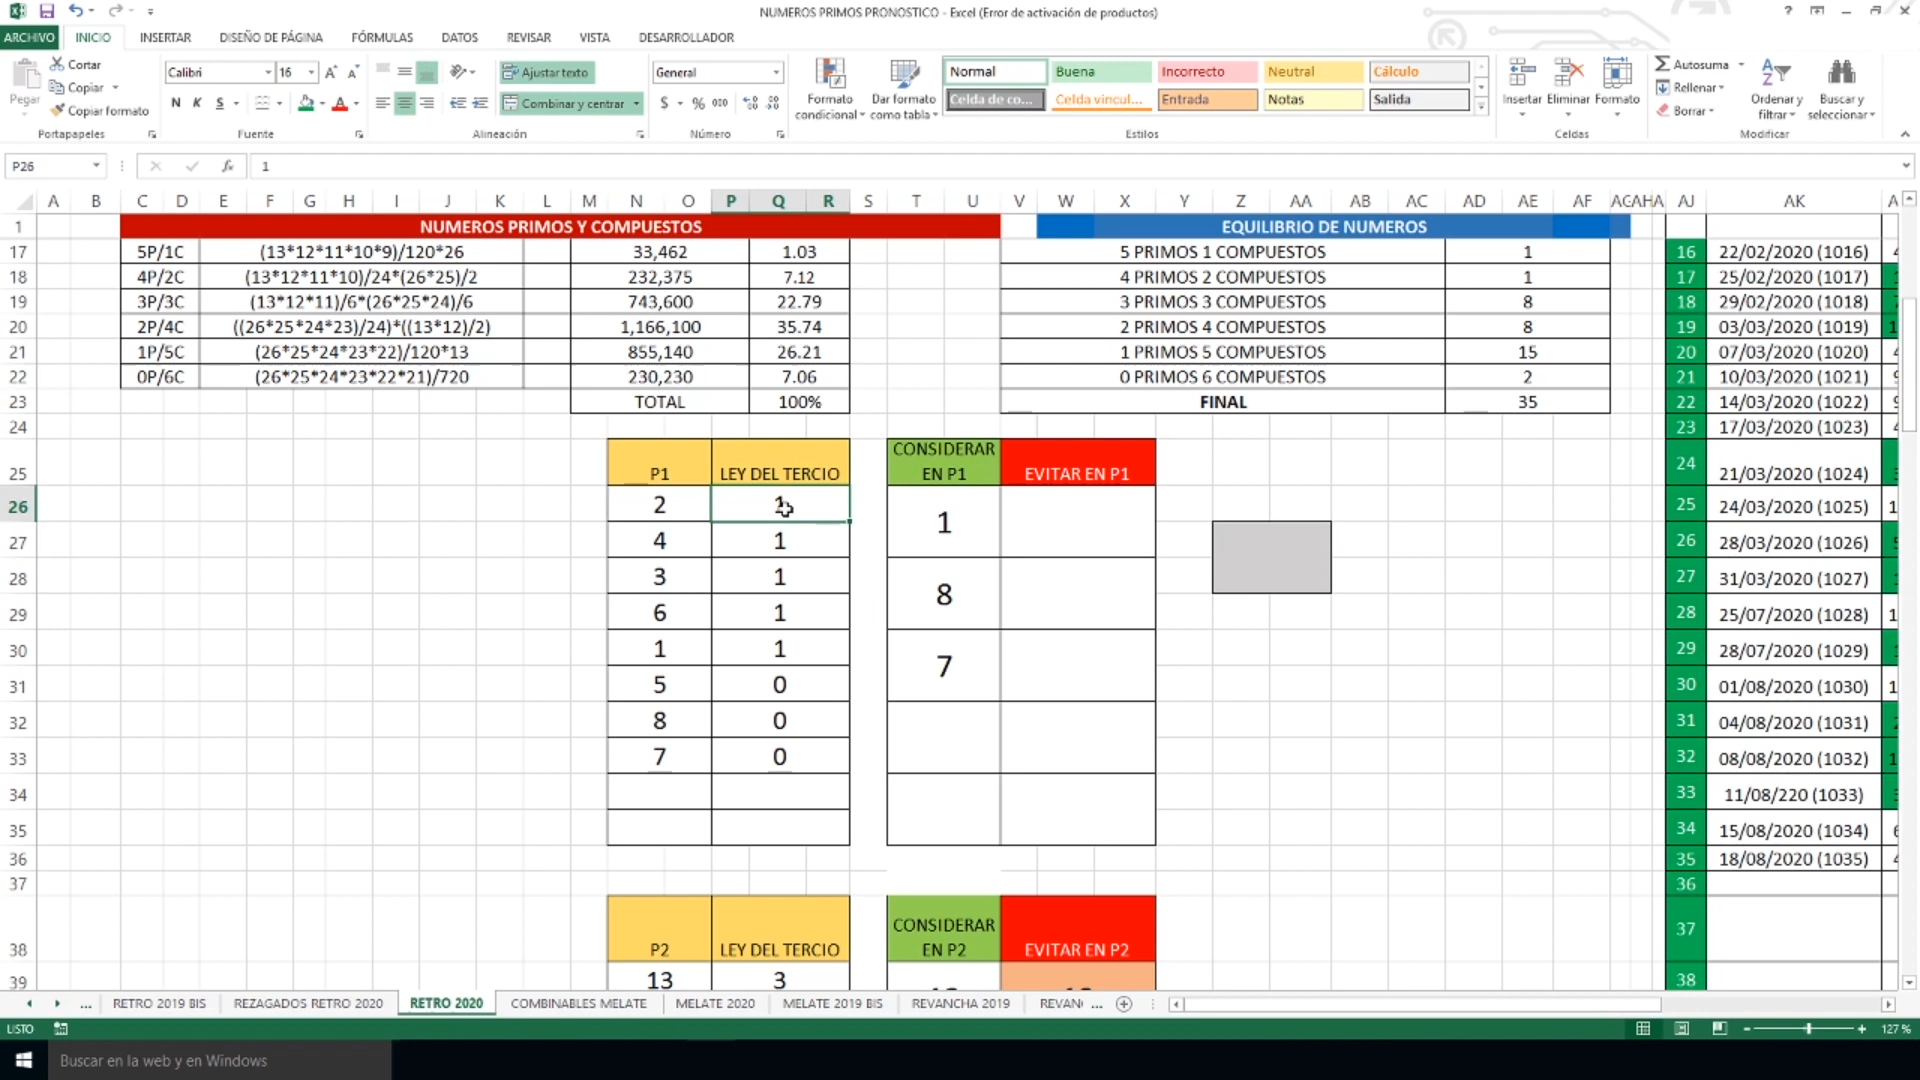 NUMEROS PRIMOS PRONOSTICO - Excel (Error de activación de productos)
ARCHIVO INICIO INSERTAR DISEÑO DE PÁGINA FÓRMULAS DATOS REVISAR VISTA DESARROLLADOR
Pegar Cortar Copiar Copiar formato Portapapeles
Calibri 16 N K S Fuente
Ajustar texto Combinar y centrar Alineación
General $ % 000 Número
Formato condicional Dar formato como tabla
Normal Buena Incorrecto Neutral Cálculo
Celda de co... Celda vincul... Entrada Notas Salida
Estilos
Insertar Eliminar Formato Celdas
Autosuma Rellenar Borrar Ordenar y filtrar Buscar y seleccionar Modificar
P26 fx 1
A B C D E F G H I J K L M N O P Q R S T U V W X Y Z AA AB AC AD AE AF AJ AK
1 NUMEROS PRIMOS Y COMPUESTOS EQUILIBRIO DE NUMEROS
17 5P/1C (13*12*11*10*9)/120*26 33,462 1.03 5 PRIMOS 1 COMPUESTOS 1 16 22/02/2020 (1016)
18 4P/2C (13*12*11*10)/24*(26*25)/2 232,375 7.12 4 PRIMOS 2 COMPUESTOS 1 17 25/02/2020 (1017)
19 3P/3C (13*12*11)/6*(26*25*24)/6 743,600 22.79 3 PRIMOS 3 COMPUESTOS 8 18 29/02/2020 (1018)
20 2P/4C ((26*25*24*23)/24)*((13*12)/2) 1,166,100 35.74 2 PRIMOS 4 COMPUESTOS 8 19 03/03/2020 (1019)
21 1P/5C (26*25*24*23*22)/120*13 855,140 26.21 1 PRIMOS 5 COMPUESTOS 15 20 07/03/2020 (1020)
22 0P/6C (26*25*24*23*22*21)/720 230,230 7.06 0 PRIMOS 6 COMPUESTOS 2 21 10/03/2020 (1021)
23 TOTAL 100% FINAL 35 22 14/03/2020 (1022)
24 23 17/03/2020 (1023)
25 P1 LEY DEL TERCIO CONSIDERAR EN P1 EVITAR EN P1 24 21/03/2020 (1024)
26 2 1 1 25 24/03/2020 (1025)
27 4 1 26 28/03/2020 (1026)
28 3 1 8 27 31/03/2020 (1027)
29 6 1 28 25/07/2020 (1028)
30 1 1 7 29 28/07/2020 (1029)
31 5 0 30 01/08/2020 (1030)
32 8 0 31 04/08/2020 (1031)
33 7 0 32 08/08/2020 (1032)
34 33 11/08/220 (1033)
35 34 15/08/2020 (1034)
36 35 18/08/2020 (1035)
37 36
38 P2 LEY DEL TERCIO CONSIDERAR EN P2 EVITAR EN P2 37
39 13 3 38
... RETRO 2019 BIS REZAGADOS RETRO 2020 RETRO 2020 COMBINABLES MELATE MELATE 2020 MELATE 2019 BIS REVANCHA 2019 REVAN ...
LISTO 127 %
Buscar en la web y en Windows